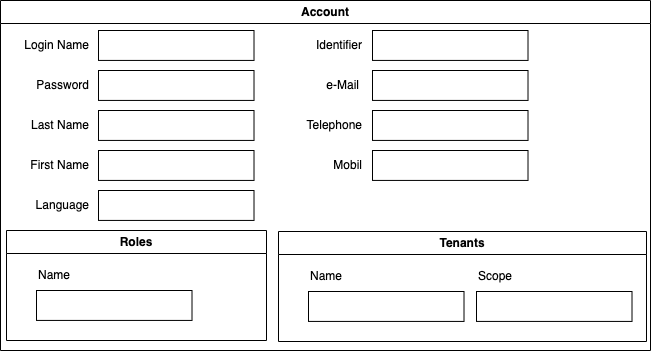 Account
Login Name Identifier
Password e-Mail
Last Name Telephone
First Name Mobil
Language
Roles Tenants
Name Name Scope